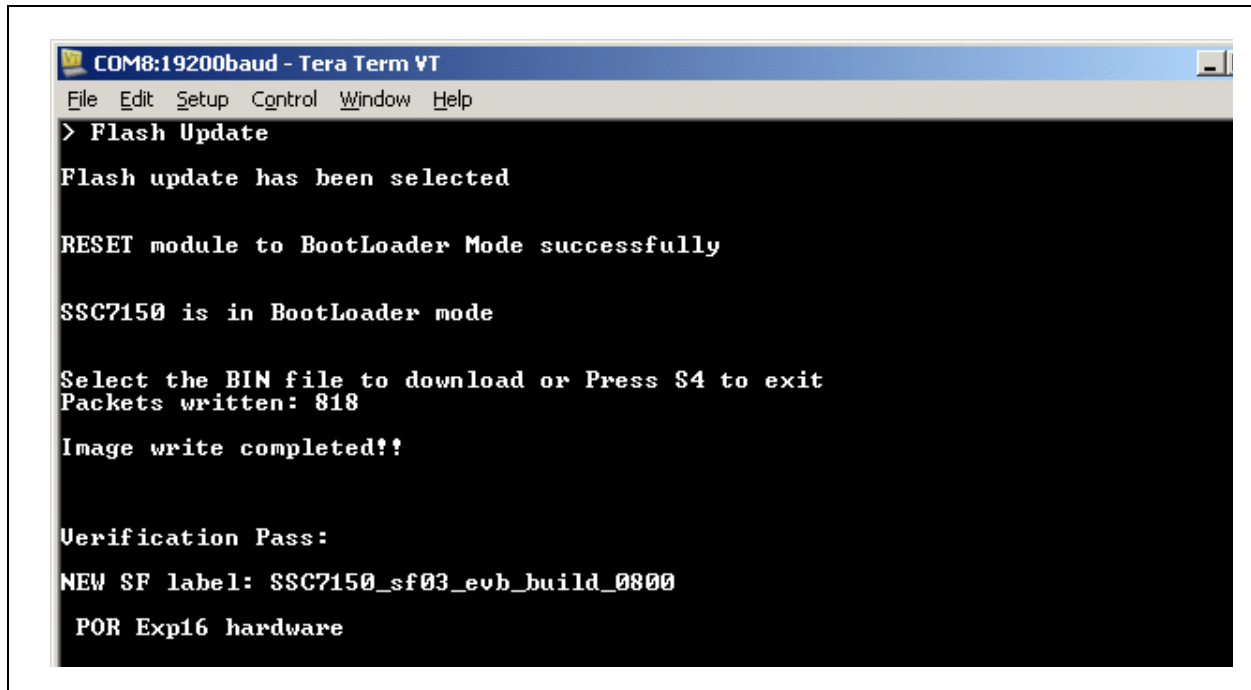 COM8:19200baud - Tera Term VT
File Edit Setup Control Window Help
> Flash Update
Flash update has been selected
RESET module to BootLoader Mode successfully
SSC7150 is in BootLoader mode
Select the BIN file to download or Press S4 to exit
Packets written: 818
Image write completed!!
Verification Pass:
NEW SF label: SSC7150_sf03_evb_build_0800
POR Exp16 hardware